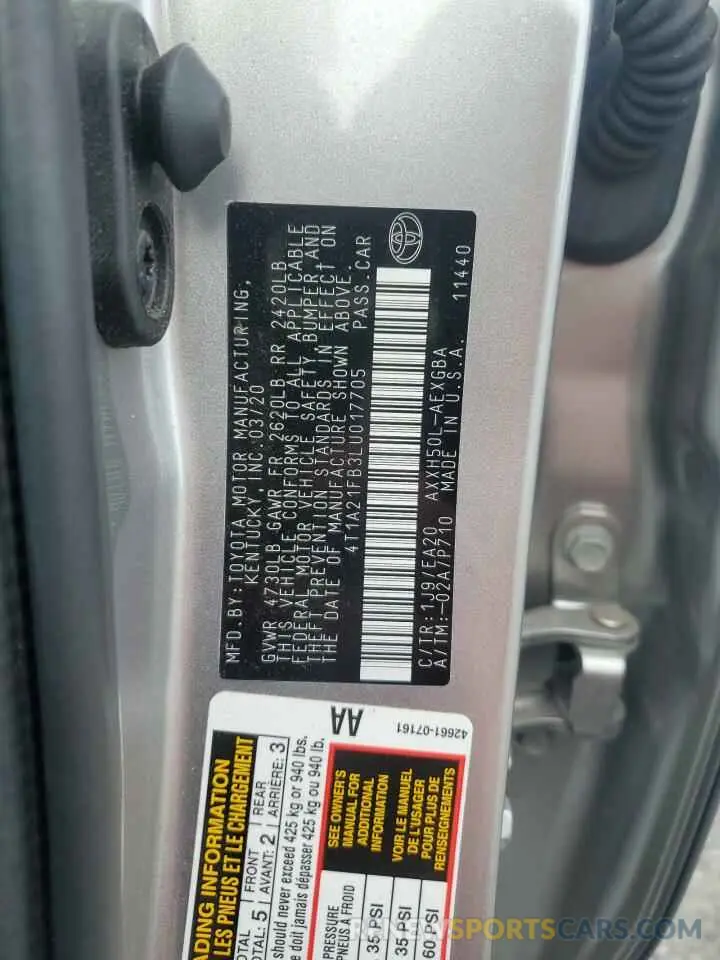 MFD.BY:TOYOTA MOTOR MANUFACTURING,
KENTUCKY, INC.03/20
GVWR 4730LB GAWR FR 2620LB RR 2420LB
THIS VEHICLE CONFORMS TO ALL APPLICABLE
FEDERAL MOTOR VEHICLE SAFETY, BUMPER, AND
THEFT PREVENTION STANDARDS IN EFFECT ON
THE DATE OF MANUFACTURE SHOWN ABOVE.
4T1A21FB3LU017705 PASS.CAR
C/TR:1J9/EA20 AXXH50L-AEXGBA
A/TM:-02A/P710 MADE IN U.S.A. 11440
ADING INFORMATION
LES PNEUS ET LE CHARGEMENT
OTAL FRONT REAR
OTAL: 5 AVANT: 2 ARRIÈRE: 3
should never exceed 425 kg or 940 lbs.
e doit jamais dépasser 425 kg ou 940 lb.
PRESSURE
PNEUS À FROID
35 PSI
35 PSI
60 PSI
SEE OWNER'S
MANUAL FOR
ADDITIONAL
INFORMATION
VOIR LE MANUEL
DE L'USAGER
POUR PLUS DE
RENSEIGNEMENTS
AA
42661-07161